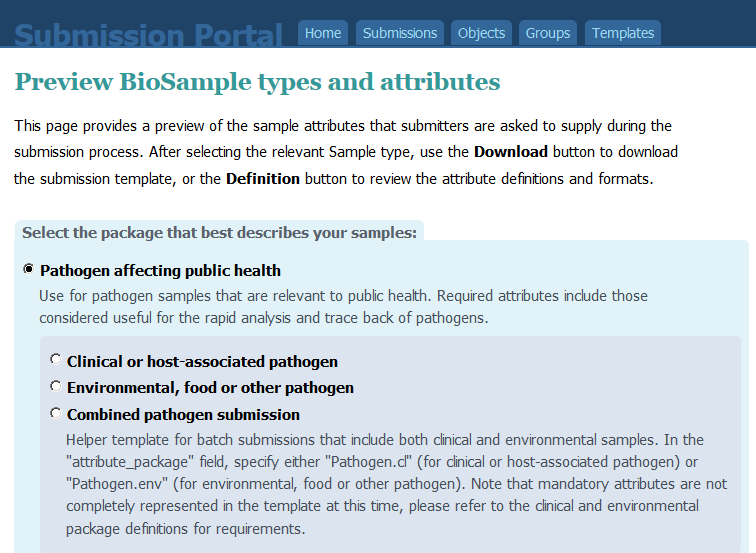 Submission Portal Home Submissions Objects Groups Templates
Preview BioSample types and attributes
This page provides a preview of the sample attributes that submitters are asked to supply during the
submission process. After selecting the relevant Sample type, use the Download button to download
the submission template, or the Definition button to review the attribute definitions and formats.
Select the package that best describes your samples:
Pathogen affecting public health
Use for pathogen samples that are relevant to public health. Required attributes include those
considered useful for the rapid analysis and trace back of pathogens.
Clinical or host-associated pathogen
Environmental, food or other pathogen
Combined pathogen submission
Helper template for batch submissions that include both clinical and environmental samples. In the
"attribute_package" field, specify either "Pathogen.cl" (for clinical or host-associated pathogen) or
"Pathogen.env" (for environmental, food or other pathogen). Note that mandatory attributes are not
completely represented in the template at this time, please refer to the clinical and environmental
package definitions for requirements.